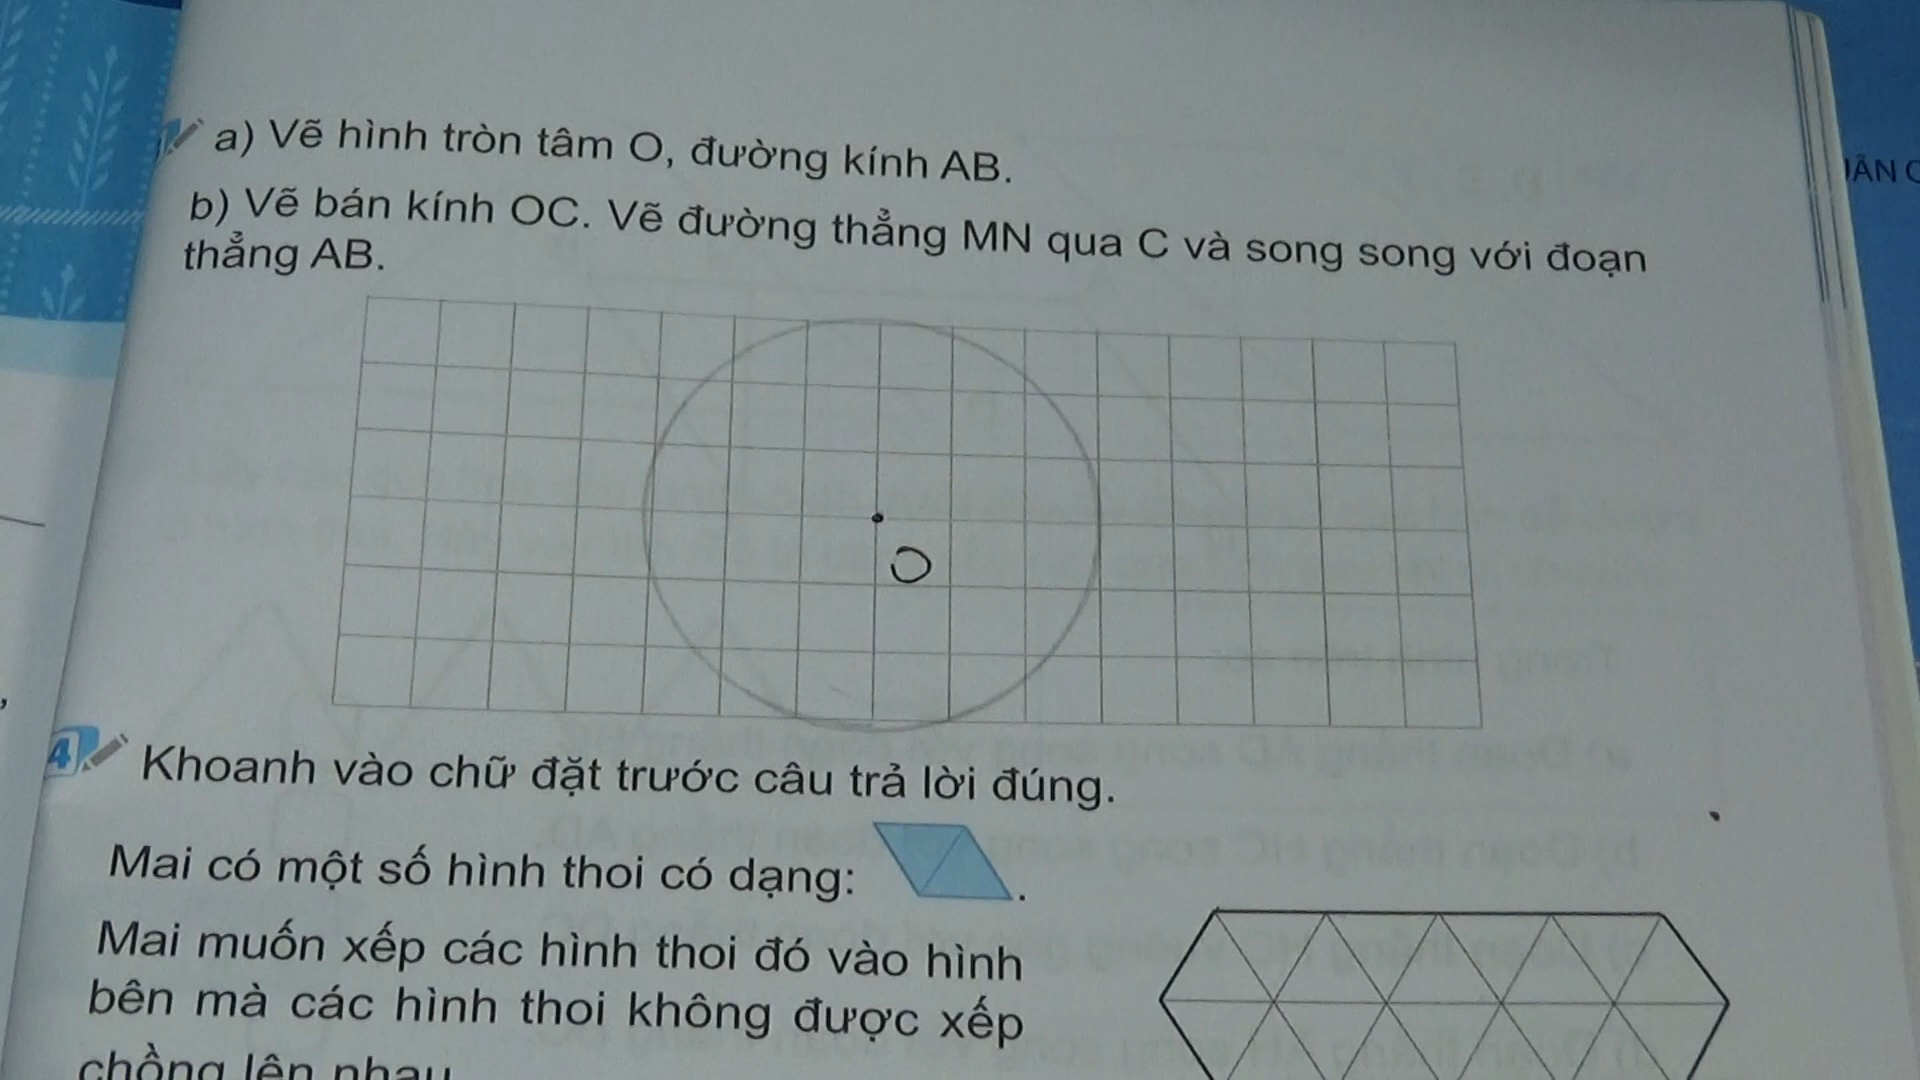 a) Vẽ hình tròn tâm O, đường kính AB.
b) Vẽ bán kính OC. Vẽ đường thẳng MN qua C và song song với đoạn
thẳng AB.
O
4
Khoanh vào chữ đặt trước câu trả lời đúng.
Mai có một số hình thoi có dạng: .
Mai muốn xếp các hình thoi đó vào hình
bên mà các hình thoi không được xếp
chồng lên nhau